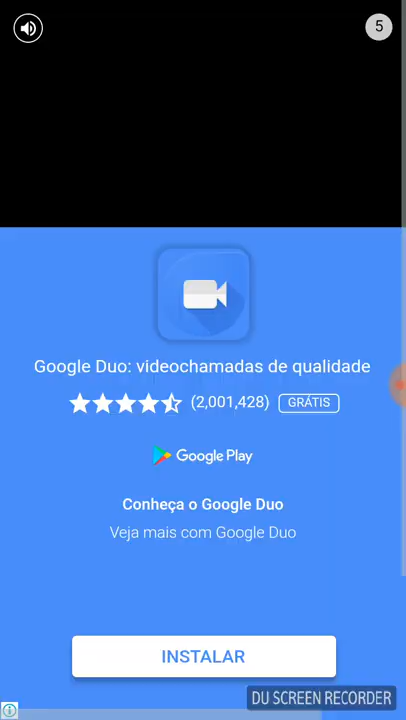 5
Google Duo: videochamadas de qualidade
(2,001,428) GRÁTIS
Google Play
Conheça o Google Duo
Veja mais com Google Duo
INSTALAR
DU SCREEN RECORDER